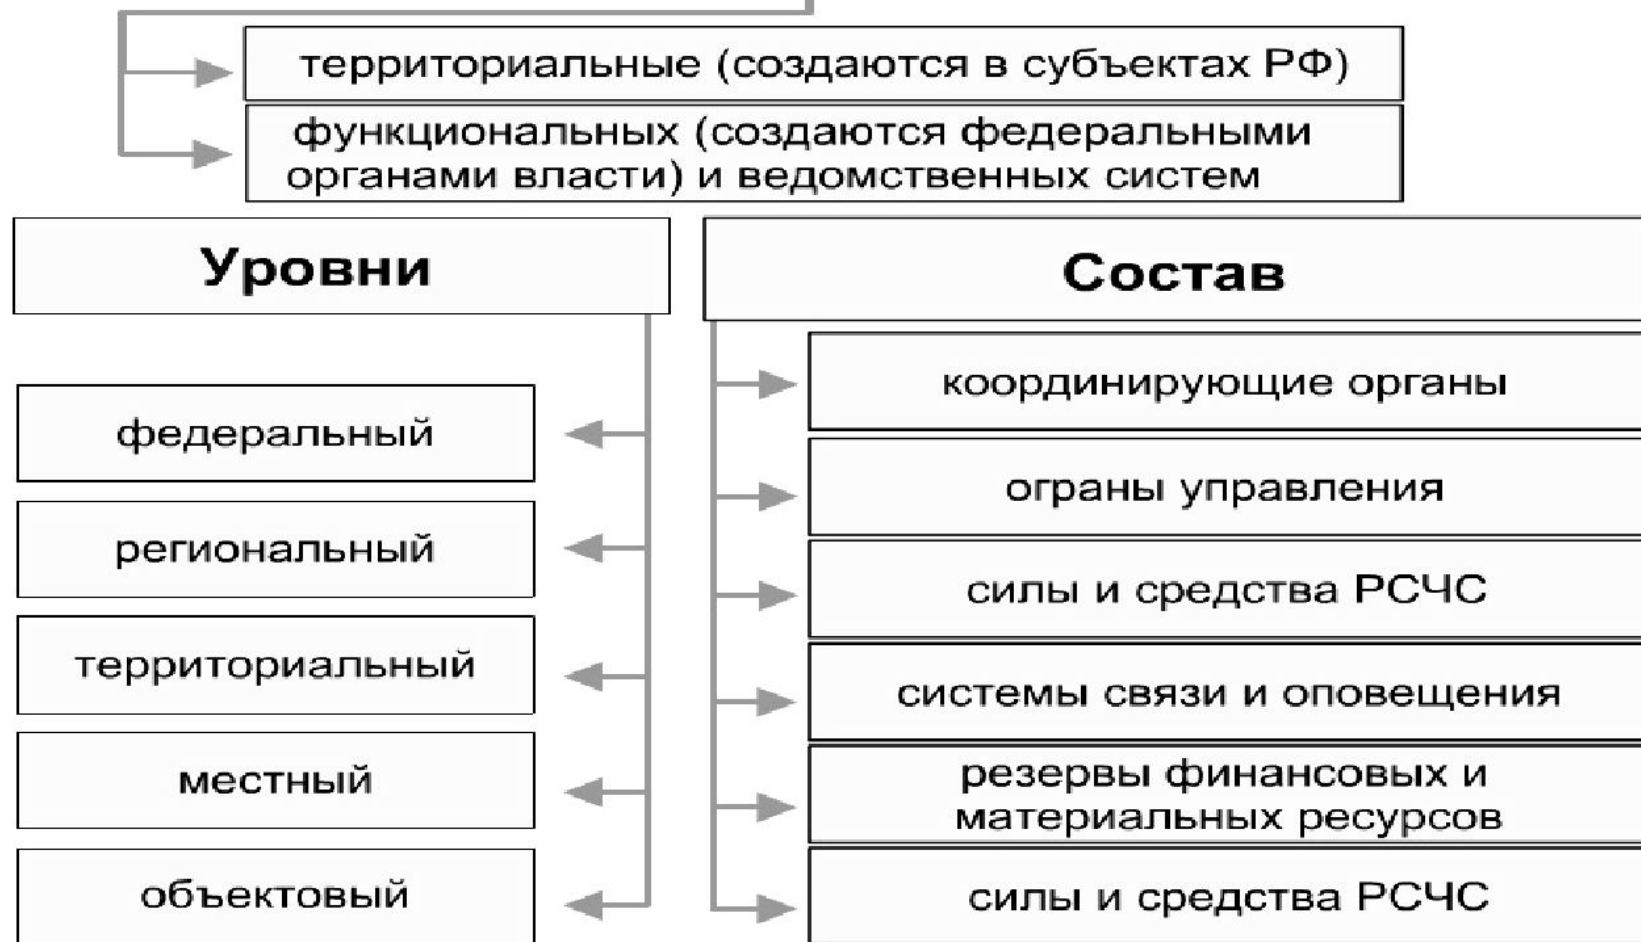 территориальные (создаются в субъектах РФ)
функциональных (создаются федеральными
органами власти) и ведомственных систем
Уровни
федеральный
региональный
территориальный
местный
объектовый
Состав
координирующие органы
ограны управления
силы и средства РСЧС
системы связи и оповещения
резервы финансовых и
материальных ресурсов
силы и средства РСЧС